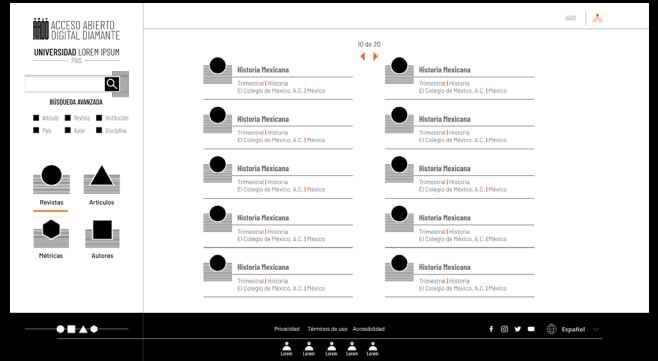 AADD ACCESO ABIERTO
DIGITAL DIAMANTE
UNIVERSIDAD LOREM IPSUM
PAÍS
BÚSQUEDA AVANZADA
Artículo Revista Institución
País Autor Disciplina
Revistas Artículos
Métricas Autores
AADD
10 de 20
Historia Mexicana
Trimestral | Historia
El Colegio de México, A.C. | México
Historia Mexicana
Trimestral | Historia
El Colegio de México, A.C. | México
Historia Mexicana
Trimestral | Historia
El Colegio de México, A.C. | México
Historia Mexicana
Trimestral | Historia
El Colegio de México, A.C. | México
Historia Mexicana
Trimestral | Historia
El Colegio de México, A.C. | México
Historia Mexicana
Trimestral | Historia
El Colegio de México, A.C. | México
Historia Mexicana
Trimestral | Historia
El Colegio de México, A.C. | México
Historia Mexicana
Trimestral | Historia
El Colegio de México, A.C. | México
Historia Mexicana
Trimestral | Historia
El Colegio de México, A.C. | México
Historia Mexicana
Trimestral | Historia
El Colegio de México, A.C. | México
Privacidad Términos de uso Accesibilidad
Español
Lorem Lorem Lorem Lorem Lorem